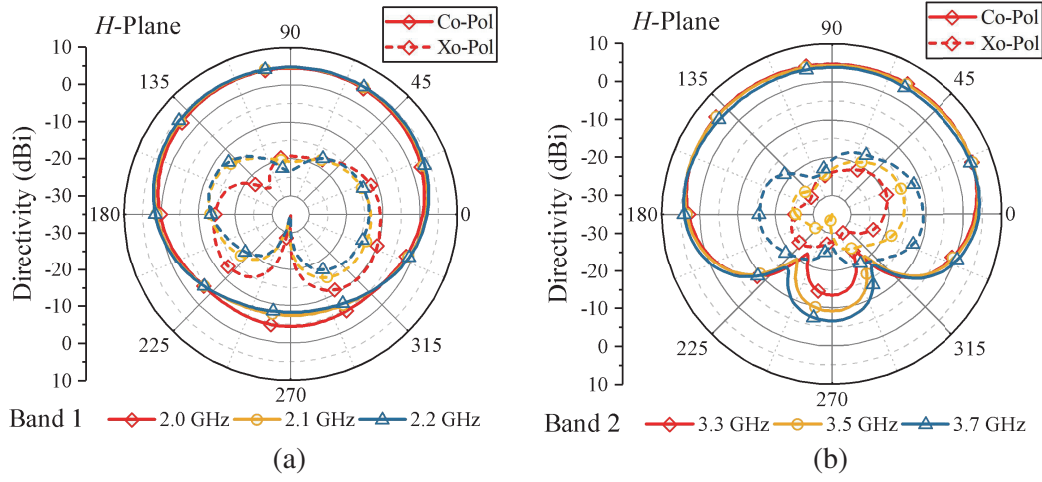 H-Plane
Co-Pol
Xo-Pol
90
135
45
180
0
225
315
270
10
0
-10
-20
-30
-30
-20
-10
0
10
Directivity (dBi)
Band 1
2.0 GHz
2.1 GHz
2.2 GHz
(a)
H-Plane
Co-Pol
Xo-Pol
90
135
45
180
0
225
315
270
10
0
-10
-20
-30
-30
-20
-10
0
10
Directivity (dBi)
Band 2
3.3 GHz
3.5 GHz
3.7 GHz
(b)